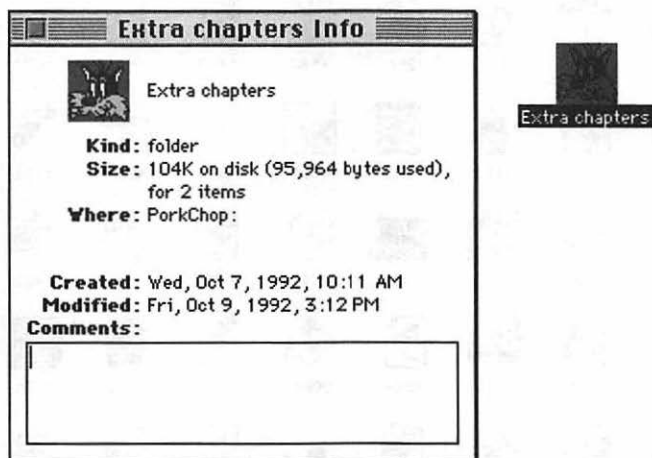 Extra chapters Info
Extra chapters
Kind: folder
Size: 104K on disk (95,964 bytes used),
for 2 items
Where: PorkChop:
Created: Wed, Oct 7, 1992, 10:11 AM
Modified: Fri, Oct 9, 1992, 3:12 PM
Comments:
Extra chapters